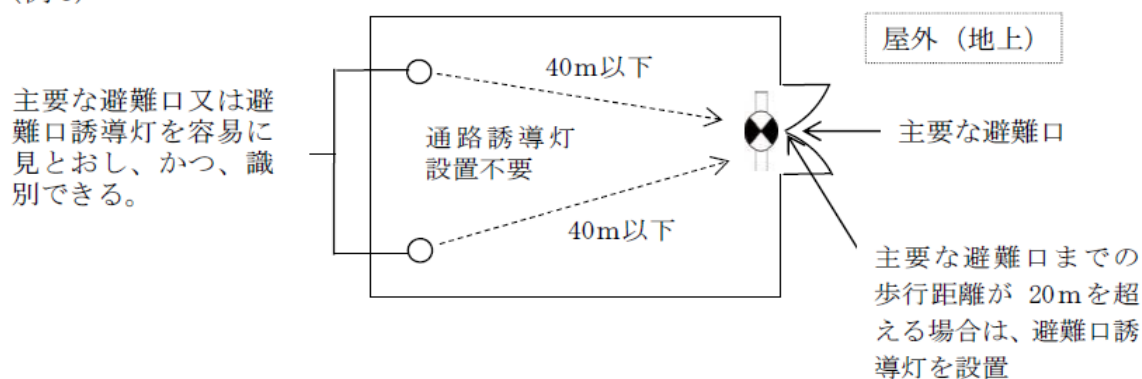 屋外（地上）
40m以下
主要な避難口又は避
難口誘導灯を容易に
見とおし、かつ、識
別できる。
通路誘導灯
設置不要
主要な避難口
40m以下
主要な避難口までの
歩行距離が 20mを超
える場合は、避難口誘
導灯を設置